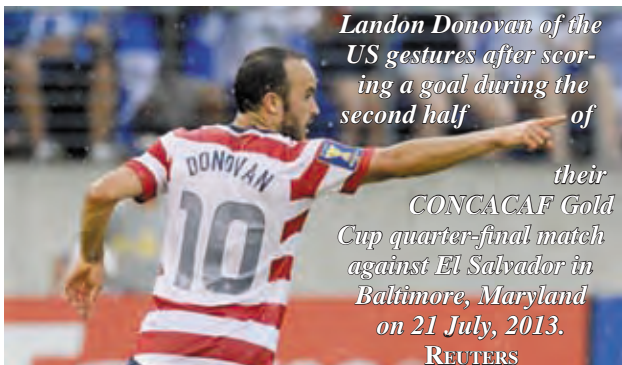 Landon Donovan of the
US gestures after scor-
ing a goal during the
second half of
their
CONCACAF Gold
Cup quarter-final match
against El Salvador in
Baltimore, Maryland
on 21 July, 2013.
REUTERS
DONOVAN
10